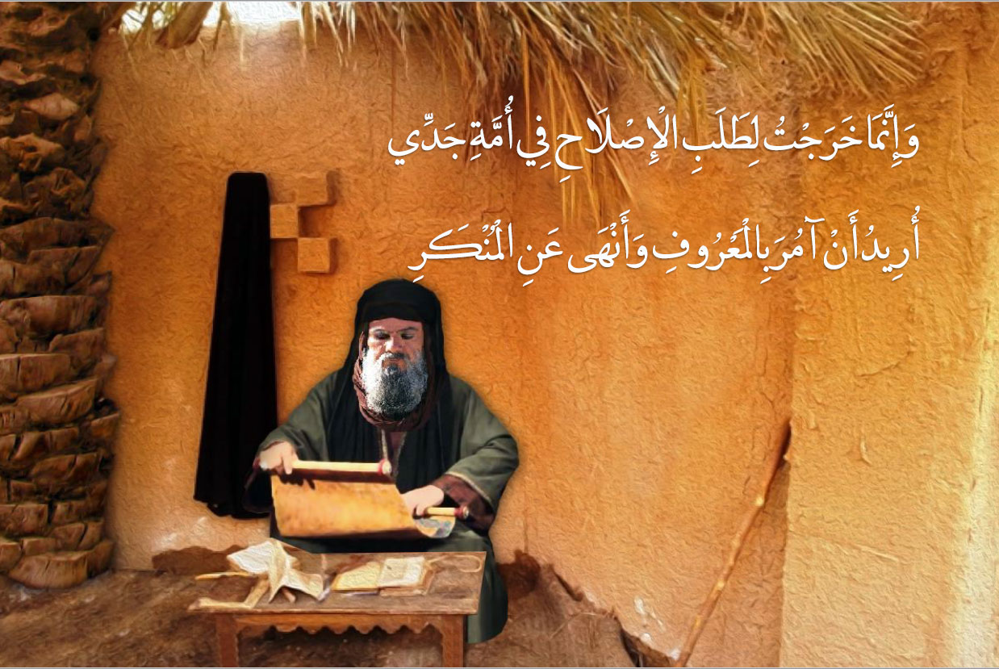 وَإِنَّمَا خَرَجْتُ لِطَلَبِ الْإِصْلَاحِ فِي أُمَّةِ جَدِّي
أُرِيدُ أَنْ آمُرَ بِالْمَعْرُوفِ وَأَنْهَى عَنِ الْمُنْكَرِ